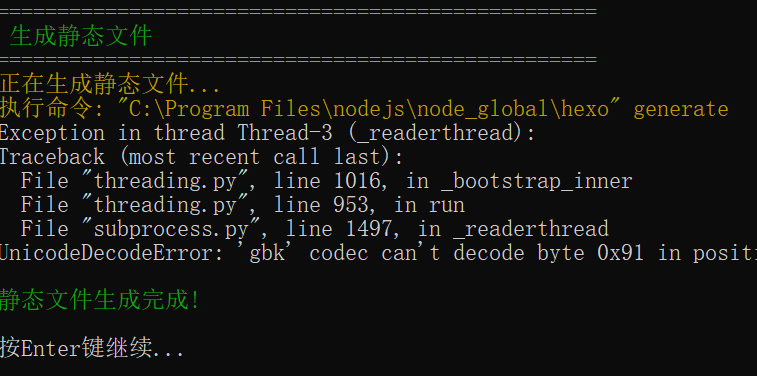 ==================================================
生成静态文件
==================================================
正在生成静态文件...
执行命令: "C:\Program Files\nodejs\node_global\hexo" generate
Exception in thread Thread-3 (_readerthread):
Traceback (most recent call last):
  File "threading.py", line 1016, in _bootstrap_inner
  File "threading.py", line 953, in run
  File "subprocess.py", line 1497, in _readerthread
UnicodeDecodeError: 'gbk' codec can't decode byte 0x91 in positi
静态文件生成完成!
按Enter键继续...